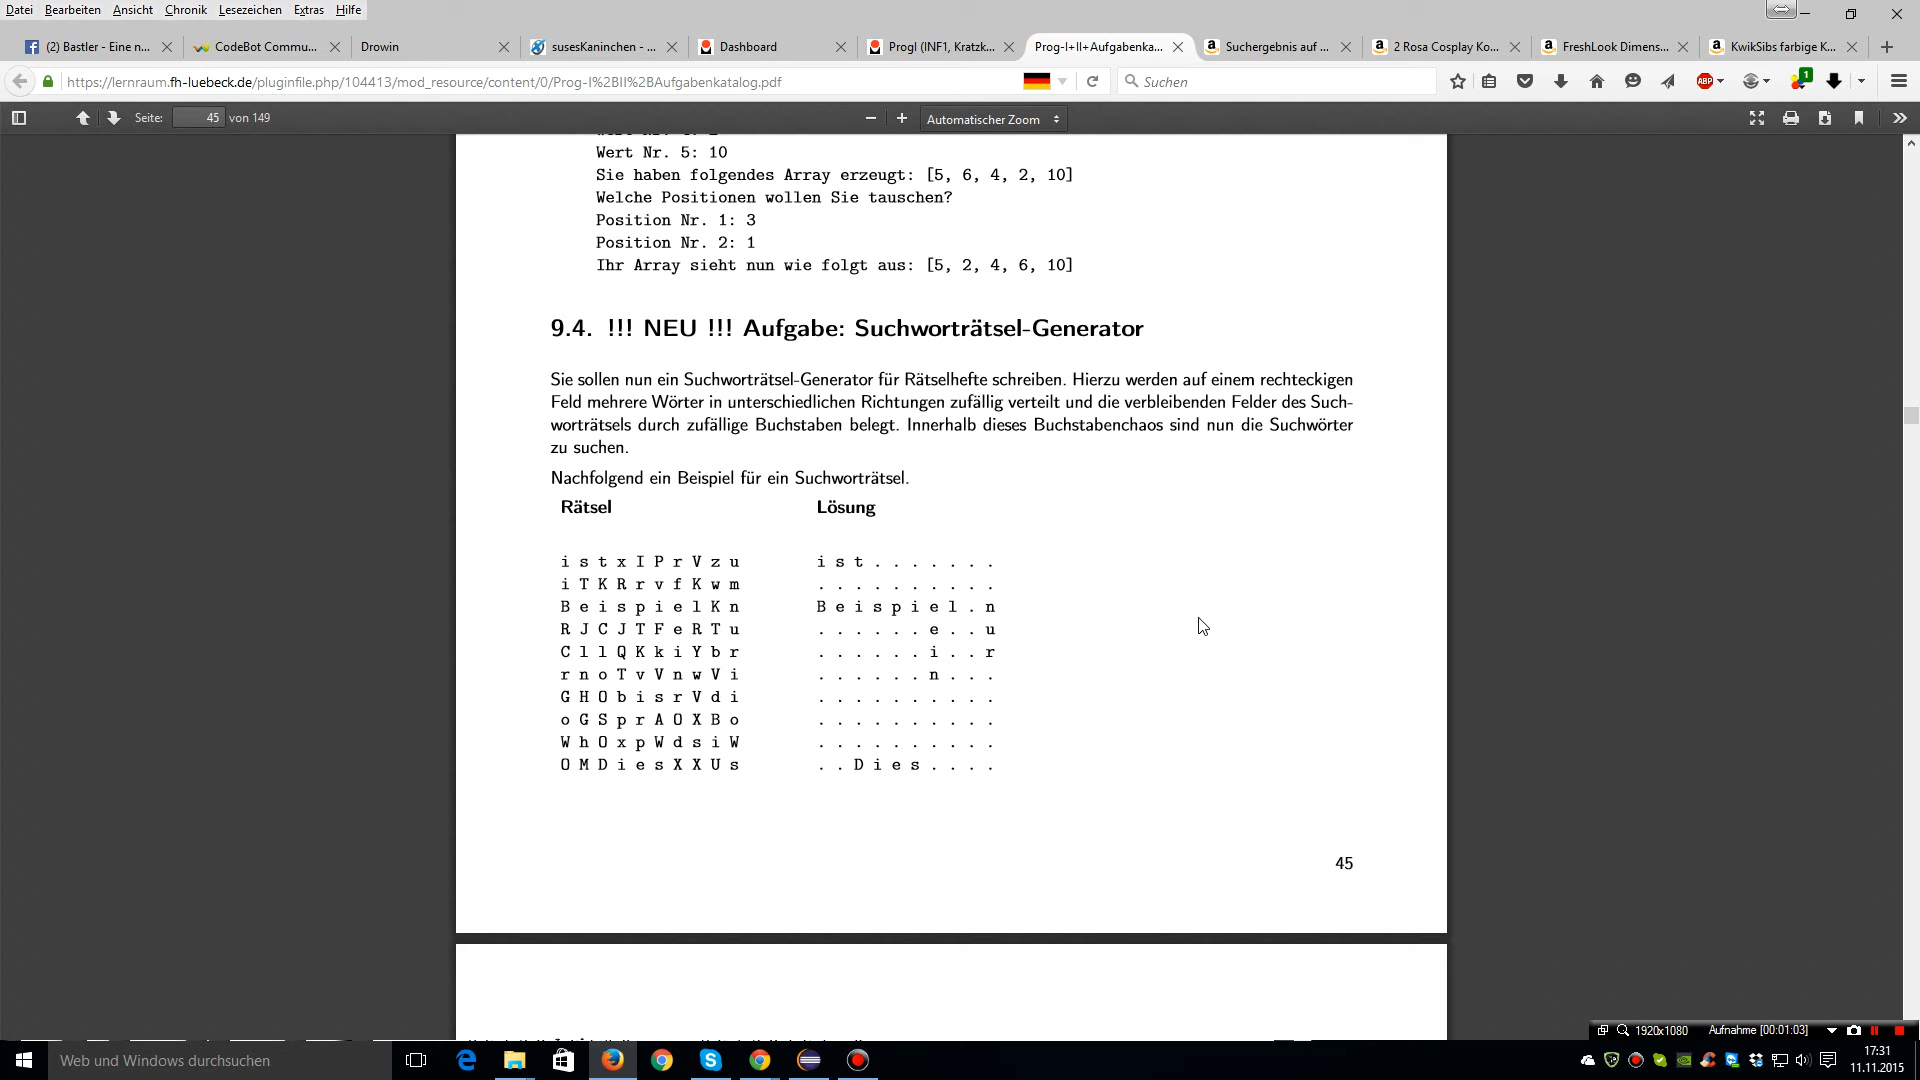 Datei Bearbeiten Ansicht Chronik Lesezeichen Extras Hilfe
(2) Bastler - Eine n... CodeBot Commu... Drowin susesKaninchen - ... Dashboard ProgI (INF1, Kratzk... Prog-I+II+Aufgabenka... Suchergebnis auf ... 2 Rosa Cosplay Ko... FreshLook Dimens... KwikSibs farbige K...
https://lernraum.fh-luebeck.de/pluginfile.php/104413/mod_resource/content/0/Prog-I%2BII%2BAufgabenkatalog.pdf Suchen ABP 1
Seite: 45 von 149 Automatischer Zoom
Wert Nr. 5: 10
Sie haben folgendes Array erzeugt: [5, 6, 4, 2, 10]
Welche Positionen wollen Sie tauschen?
Position Nr. 1: 3
Position Nr. 2: 1
Ihr Array sieht nun wie folgt aus: [5, 2, 4, 6, 10]
9.4. !!! NEU !!! Aufgabe: Suchworträtsel-Generator
Sie sollen nun ein Suchworträtsel-Generator für Rätselhefte schreiben. Hierzu werden auf einem rechteckigen
Feld mehrere Wörter in unterschiedlichen Richtungen zufällig verteilt und die verbleibenden Felder des Such-
worträtsels durch zufällige Buchstaben belegt. Innerhalb dieses Buchstabenchaos sind nun die Suchwörter
zu suchen.
Nachfolgend ein Beispiel für ein Suchworträtsel.
Rätsel Lösung
i s t x I P r V z u i s t . . . . . . .
i T K R r v f K w m . . . . . . . . . .
B e i s p i e l K n B e i s p i e l . n
R J C J T F e R T u . . . . . . e . . u
C l l Q K k i Y b r . . . . . . i . . r
r n o T v V n w V i . . . . . . n . . .
G H O b i s r V d i . . . . . . . . . .
o G S p r A O X B o . . . . . . . . . .
W h O x p W d s i W . . . . . . . . . .
O M D i e s X X U s . . D i e s . . . .
45
1920x1080 Aufnahme [00:01:03]
Web und Windows durchsuchen
17:31
11.11.2015